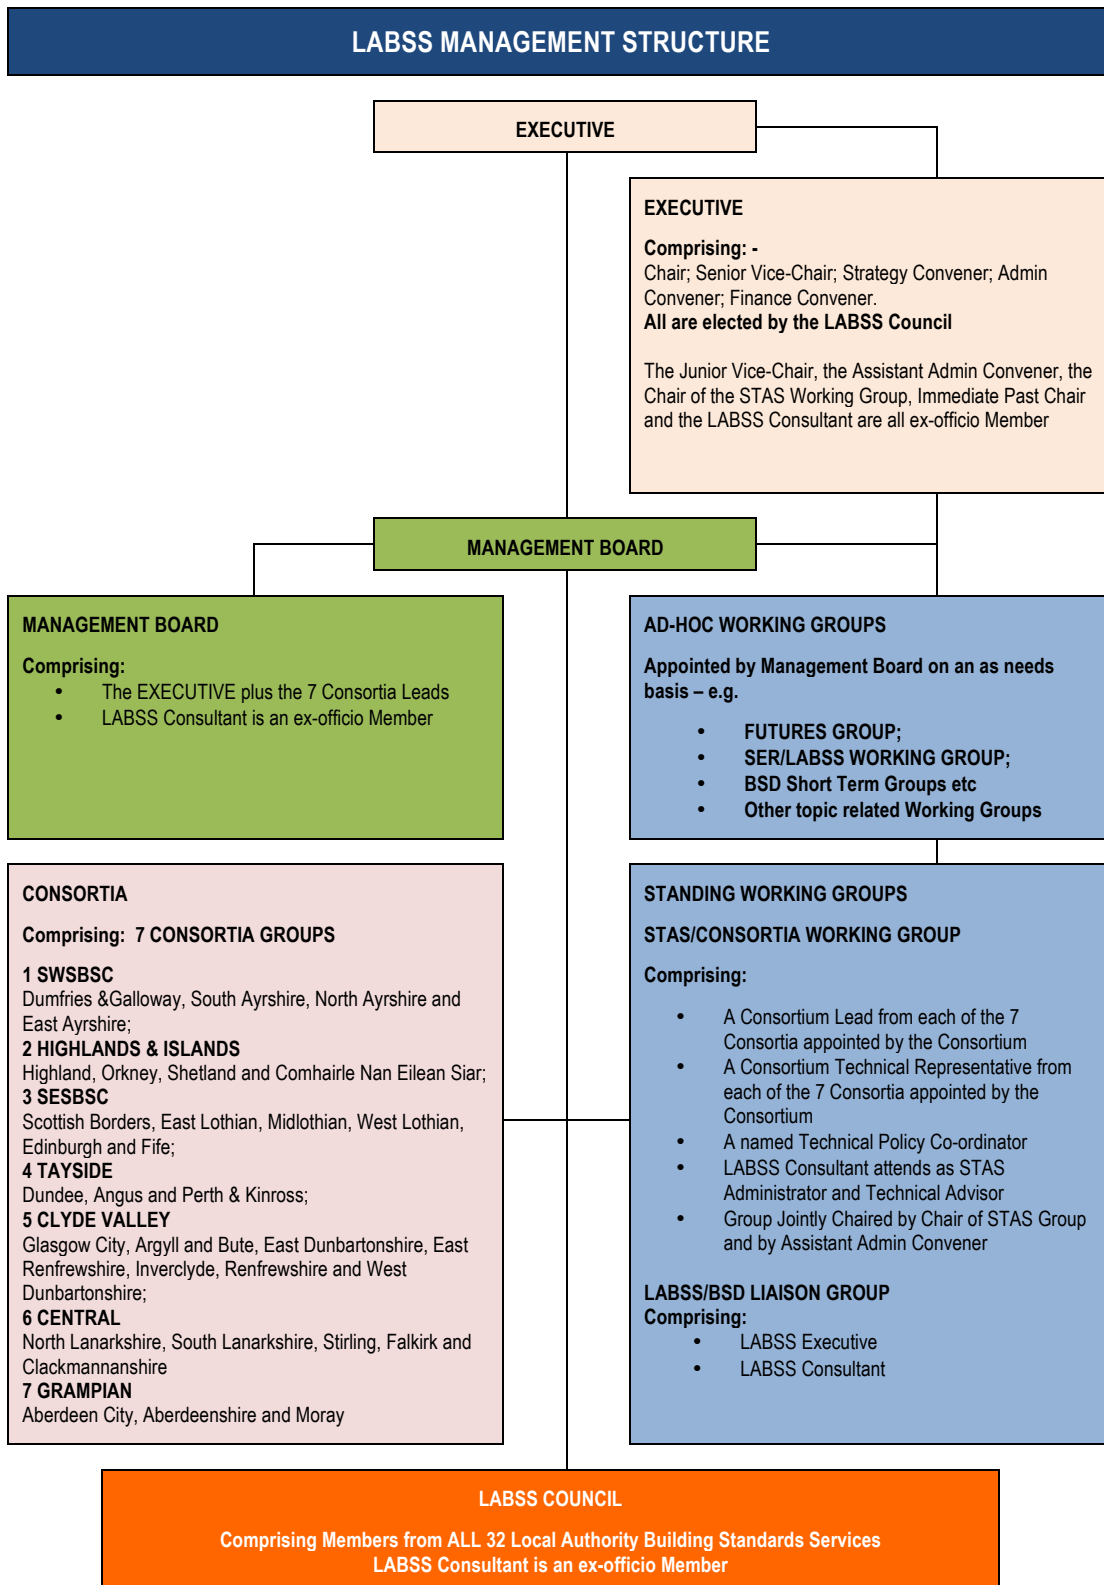 LABSS MANAGEMENT STRUCTURE
EXECUTIVE
EXECUTIVE
Comprising: -
Chair; Senior Vice-Chair; Strategy Convener; Admin
Convener; Finance Convener.
All are elected by the LABSS Council
The Junior Vice-Chair, the Assistant Admin Convener, the
Chair of the STAS Working Group, Immediate Past Chair
and the LABSS Consultant are all ex-officio Member
MANAGEMENT BOARD
MANAGEMENT BOARD
Comprising:
• The EXECUTIVE plus the 7 Consortia Leads
• LABSS Consultant is an ex-officio Member
AD-HOC WORKING GROUPS
Appointed by Management Board on an as needs
basis – e.g.
• FUTURES GROUP;
• SER/LABSS WORKING GROUP;
• BSD Short Term Groups etc
• Other topic related Working Groups
CONSORTIA
Comprising: 7 CONSORTIA GROUPS
1 SWSBSC
Dumfries &Galloway, South Ayrshire, North Ayrshire and
East Ayrshire;
2 HIGHLANDS & ISLANDS
Highland, Orkney, Shetland and Comhairle Nan Eilean Siar;
3 SESBSC
Scottish Borders, East Lothian, Midlothian, West Lothian,
Edinburgh and Fife;
4 TAYSIDE
Dundee, Angus and Perth & Kinross;
5 CLYDE VALLEY
Glasgow City, Argyll and Bute, East Dunbartonshire, East
Renfrewshire, Inverclyde, Renfrewshire and West
Dunbartonshire;
6 CENTRAL
North Lanarkshire, South Lanarkshire, Stirling, Falkirk and
Clackmannanshire
7 GRAMPIAN
Aberdeen City, Aberdeenshire and Moray
STANDING WORKING GROUPS
STAS/CONSORTIA WORKING GROUP
Comprising:
• A Consortium Lead from each of the 7
Consortia appointed by the Consortium
• A Consortium Technical Representative from
each of the 7 Consortia appointed by the
Consortium
• A named Technical Policy Co-ordinator
• LABSS Consultant attends as STAS
Administrator and Technical Advisor
• Group Jointly Chaired by Chair of STAS Group
and by Assistant Admin Convener
LABSS/BSD LIAISON GROUP
Comprising:
• LABSS Executive
• LABSS Consultant
LABSS COUNCIL
Comprising Members from ALL 32 Local Authority Building Standards Services
LABSS Consultant is an ex-officio Member